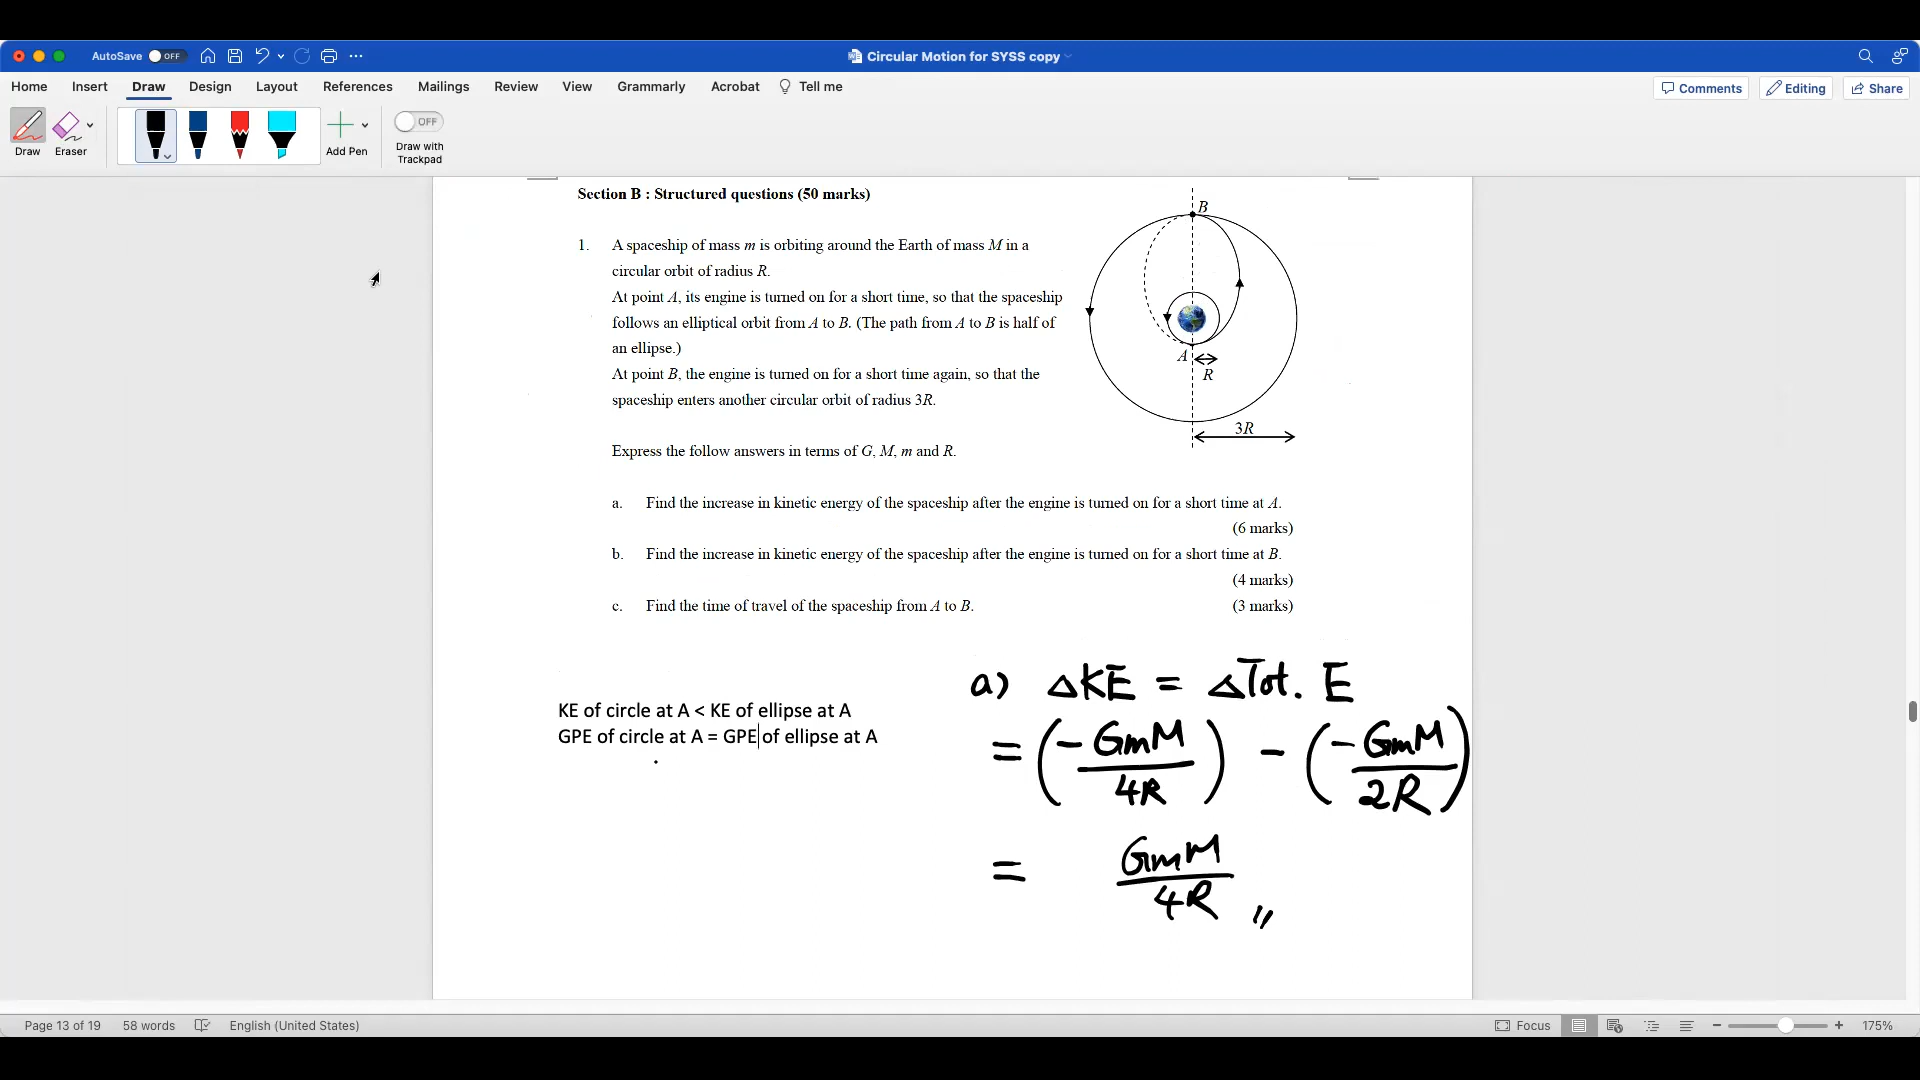 AutoSave OFF
Circular Motion for SYSS copy
Home Insert Draw Design Layout References Mailings Review View Grammarly Acrobat Tell me
Comments Editing Share
Draw Eraser Add Pen OFF Draw with Trackpad
Section B : Structured questions (50 marks)
1. A spaceship of mass m is orbiting around the Earth of mass M in a
circular orbit of radius R.
At point A, its engine is turned on for a short time, so that the spaceship
follows an elliptical orbit from A to B. (The path from A to B is half of
an ellipse.)
At point B, the engine is turned on for a short time again, so that the
spaceship enters another circular orbit of radius 3R.
B
A
R
3R
Express the follow answers in terms of G, M, m and R.
a. Find the increase in kinetic energy of the spaceship after the engine is turned on for a short time at A.
(6 marks)
b. Find the increase in kinetic energy of the spaceship after the engine is turned on for a short time at B.
(4 marks)
c. Find the time of travel of the spaceship from A to B. (3 marks)
KE of circle at A < KE of ellipse at A
GPE of circle at A = GPE of ellipse at A
a) ΔKE = ΔTot. E
= (-GmM/4R) - (-GmM/2R)
= GmM/4R //
Page 13 of 19 58 words English (United States) Focus 175%